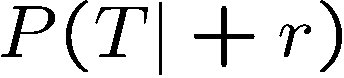 P(T| + r)